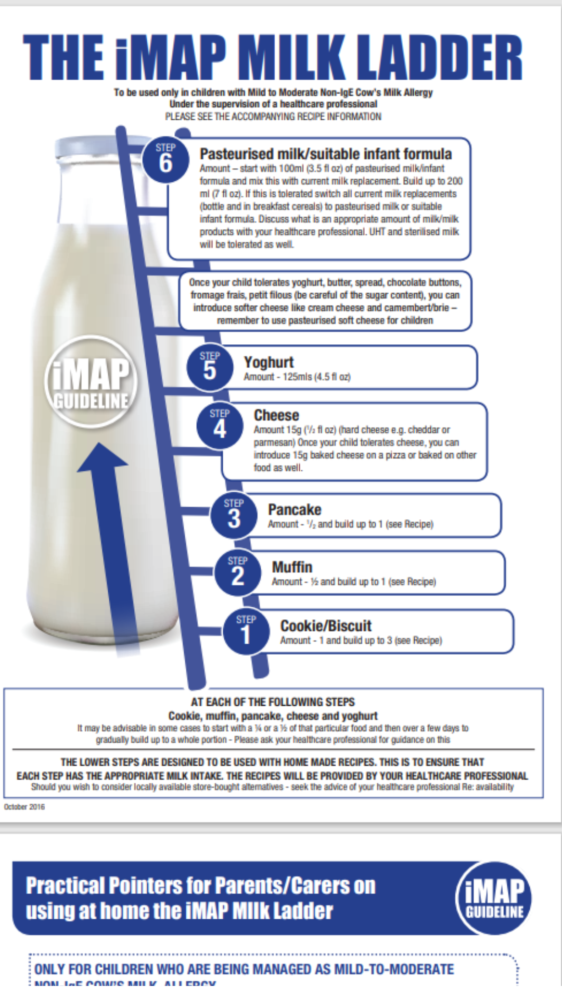 THE iMAP MILK LADDER
To be used only in children with Mild to Moderate Non-IgE Cow's Milk Allergy
Under the supervision of a healthcare professional
PLEASE SEE THE ACCOMPANYING RECIPE INFORMATION
STEP
6
Pasteurised milk/suitable infant formula
Amount – start with 100ml (3.5 fl oz) of pasteurised milk/infant
formula and mix this with current milk replacement. Build up to 200
ml (7 fl oz). If this is tolerated switch all current milk replacements
(bottle and in breakfast cereals) to pasteurised milk or suitable
infant formula. Discuss what is an appropriate amount of milk/milk
products with your healthcare professional. UHT and sterilised milk
will be tolerated as well.
Once your child tolerates yoghurt, butter, spread, chocolate buttons,
fromage frais, petit filous (be careful of the sugar content), you can
introduce softer cheese like cream cheese and camembert/brie –
remember to use pasteurised soft cheese for children
iMAP
GUIDELINE
STEP
5
Yoghurt
Amount - 125mls (4.5 fl oz)
STEP
4
Cheese
Amount 15g (½ fl oz) (hard cheese e.g. cheddar or
parmesan) Once your child tolerates cheese, you can
introduce 15g baked cheese on a pizza or baked on other
food as well.
STEP
3
Pancake
Amount - ½ and build up to 1 (see Recipe)
STEP
2
Muffin
Amount - ½ and build up to 1 (see Recipe)
STEP
1
Cookie/Biscuit
Amount - 1 and build up to 3 (see Recipe)
AT EACH OF THE FOLLOWING STEPS
Cookie, muffin, pancake, cheese and yoghurt
It may be advisable in some cases to start with a ¼ or a ½ of that particular food and then over a few days to
gradually build up to a whole portion - Please ask your healthcare professional for guidance on this
THE LOWER STEPS ARE DESIGNED TO BE USED WITH HOME MADE RECIPES. THIS IS TO ENSURE THAT
EACH STEP HAS THE APPROPRIATE MILK INTAKE. THE RECIPES WILL BE PROVIDED BY YOUR HEALTHCARE PROFESSIONAL
Should you wish to consider locally available store-bought alternatives - seek the advice of your healthcare professional Re: availability
October 2016
Practical Pointers for Parents/Carers on
using at home the iMAP MIlk Ladder
iMAP
GUIDELINE
ONLY FOR CHILDREN WHO ARE BEING MANAGED AS MILD-TO-MODERATE
NON-IgE COW'S MILK ALLERGY